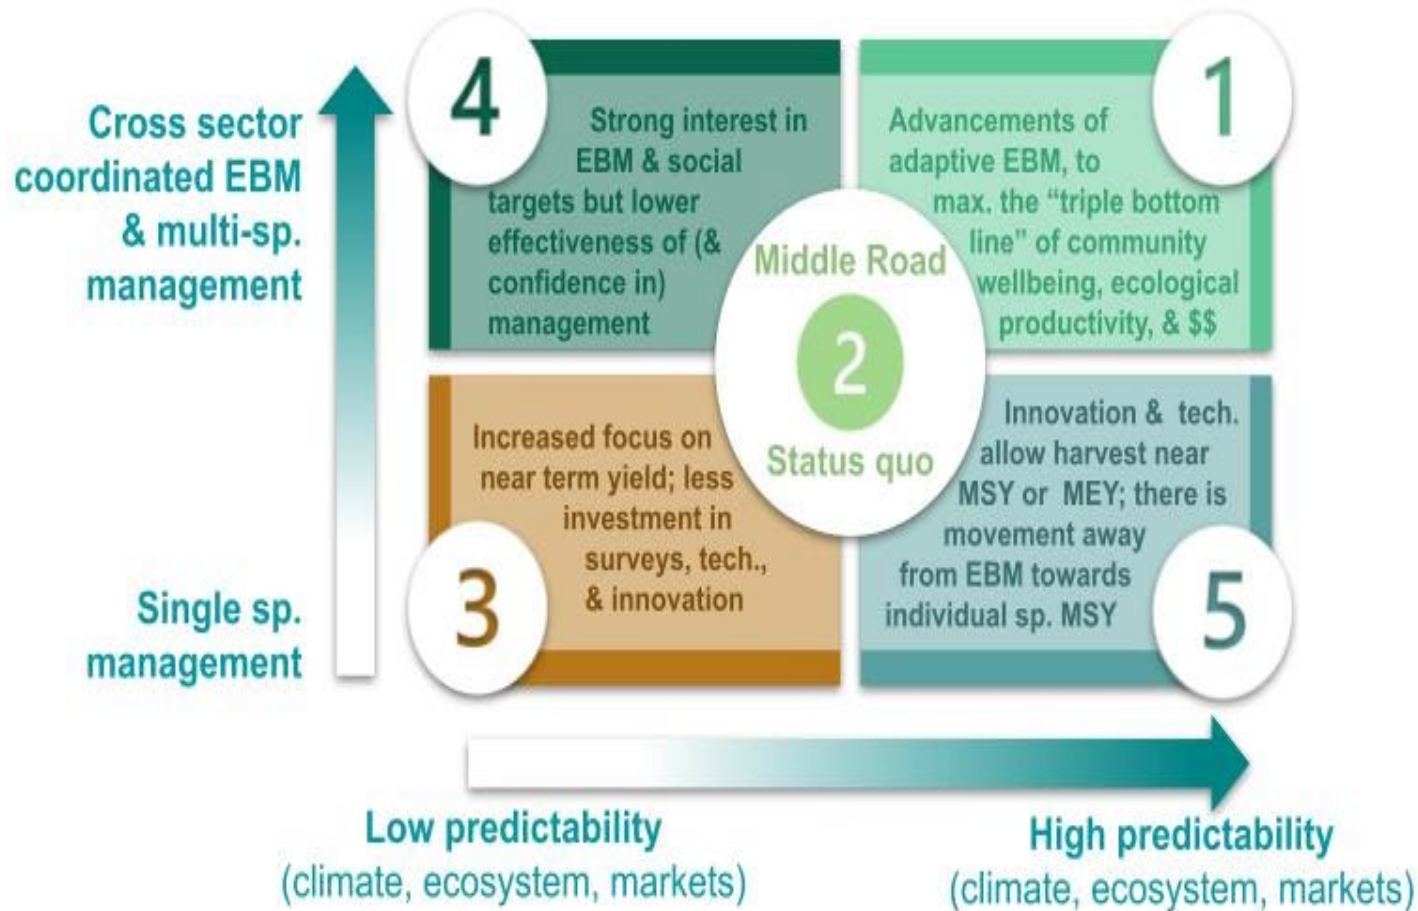 Cross sector
coordinated EBM
& multi-sp.
management
Single sp.
management
4
Strong interest in
EBM & social
targets but lower
effectiveness of (&
confidence in)
management
1
Advancements of
adaptive EBM, to
max. the “triple bottom
line” of community
wellbeing, ecological
productivity, & $$
Middle Road
2
Status quo
3
Increased focus on
near term yield; less
investment in
surveys, tech.,
& innovation
5
Innovation & tech.
allow harvest near
MSY or MEY; there is
movement away
from EBM towards
individual sp. MSY
Low predictability
(climate, ecosystem, markets)
High predictability
(climate, ecosystem, markets)